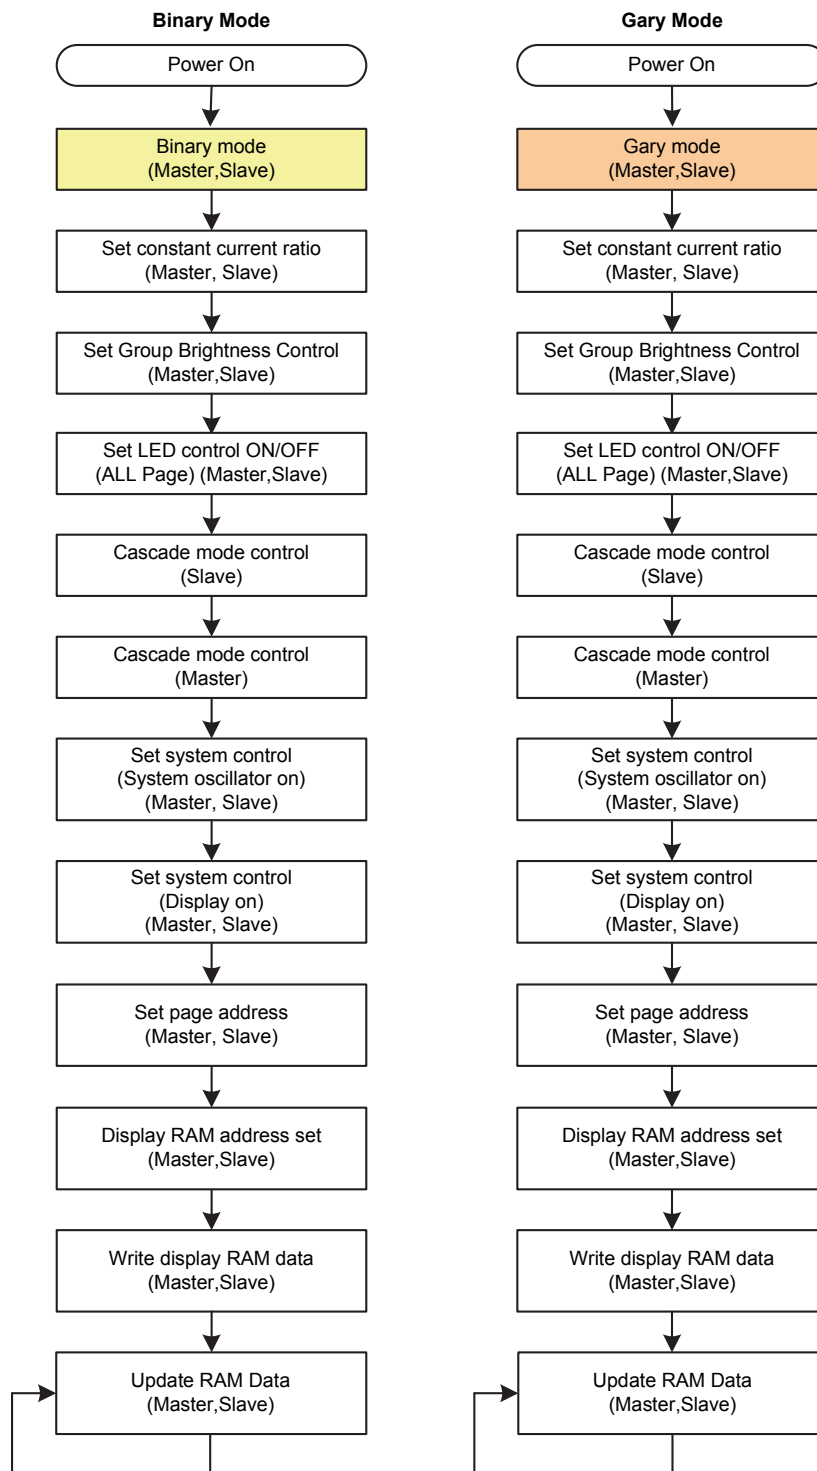 Binary Mode
Power On
Binary mode
(Master,Slave)
Set constant current ratio
(Master, Slave)
Set Group Brightness Control
(Master,Slave)
Set LED control ON/OFF
(ALL Page) (Master,Slave)
Cascade mode control
(Slave)
Cascade mode control
(Master)
Set system control
(System oscillator on)
(Master, Slave)
Set system control
(Display on)
(Master, Slave)
Set page address
(Master, Slave)
Display RAM address set
(Master,Slave)
Write display RAM data
(Master,Slave)
Update RAM Data
(Master,Slave)
Gary Mode
Power On
Gary mode
(Master,Slave)
Set constant current ratio
(Master, Slave)
Set Group Brightness Control
(Master,Slave)
Set LED control ON/OFF
(ALL Page) (Master,Slave)
Cascade mode control
(Slave)
Cascade mode control
(Master)
Set system control
(System oscillator on)
(Master, Slave)
Set system control
(Display on)
(Master, Slave)
Set page address
(Master, Slave)
Display RAM address set
(Master,Slave)
Write display RAM data
(Master,Slave)
Update RAM Data
(Master,Slave)